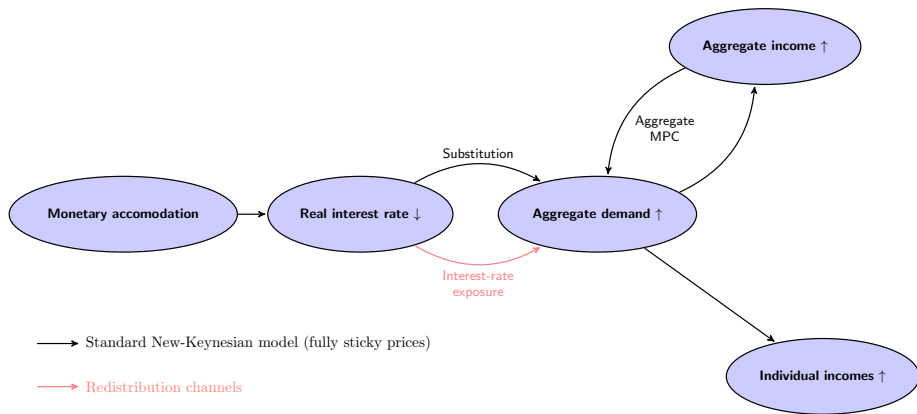 Aggregate income ↑
Aggregate
MPC
Substitution
Monetary accomodation
Real interest rate ↓
Aggregate demand ↑
Interest-rate
exposure
Standard New-Keynesian model (fully sticky prices)
Redistribution channels
Individual incomes ↑